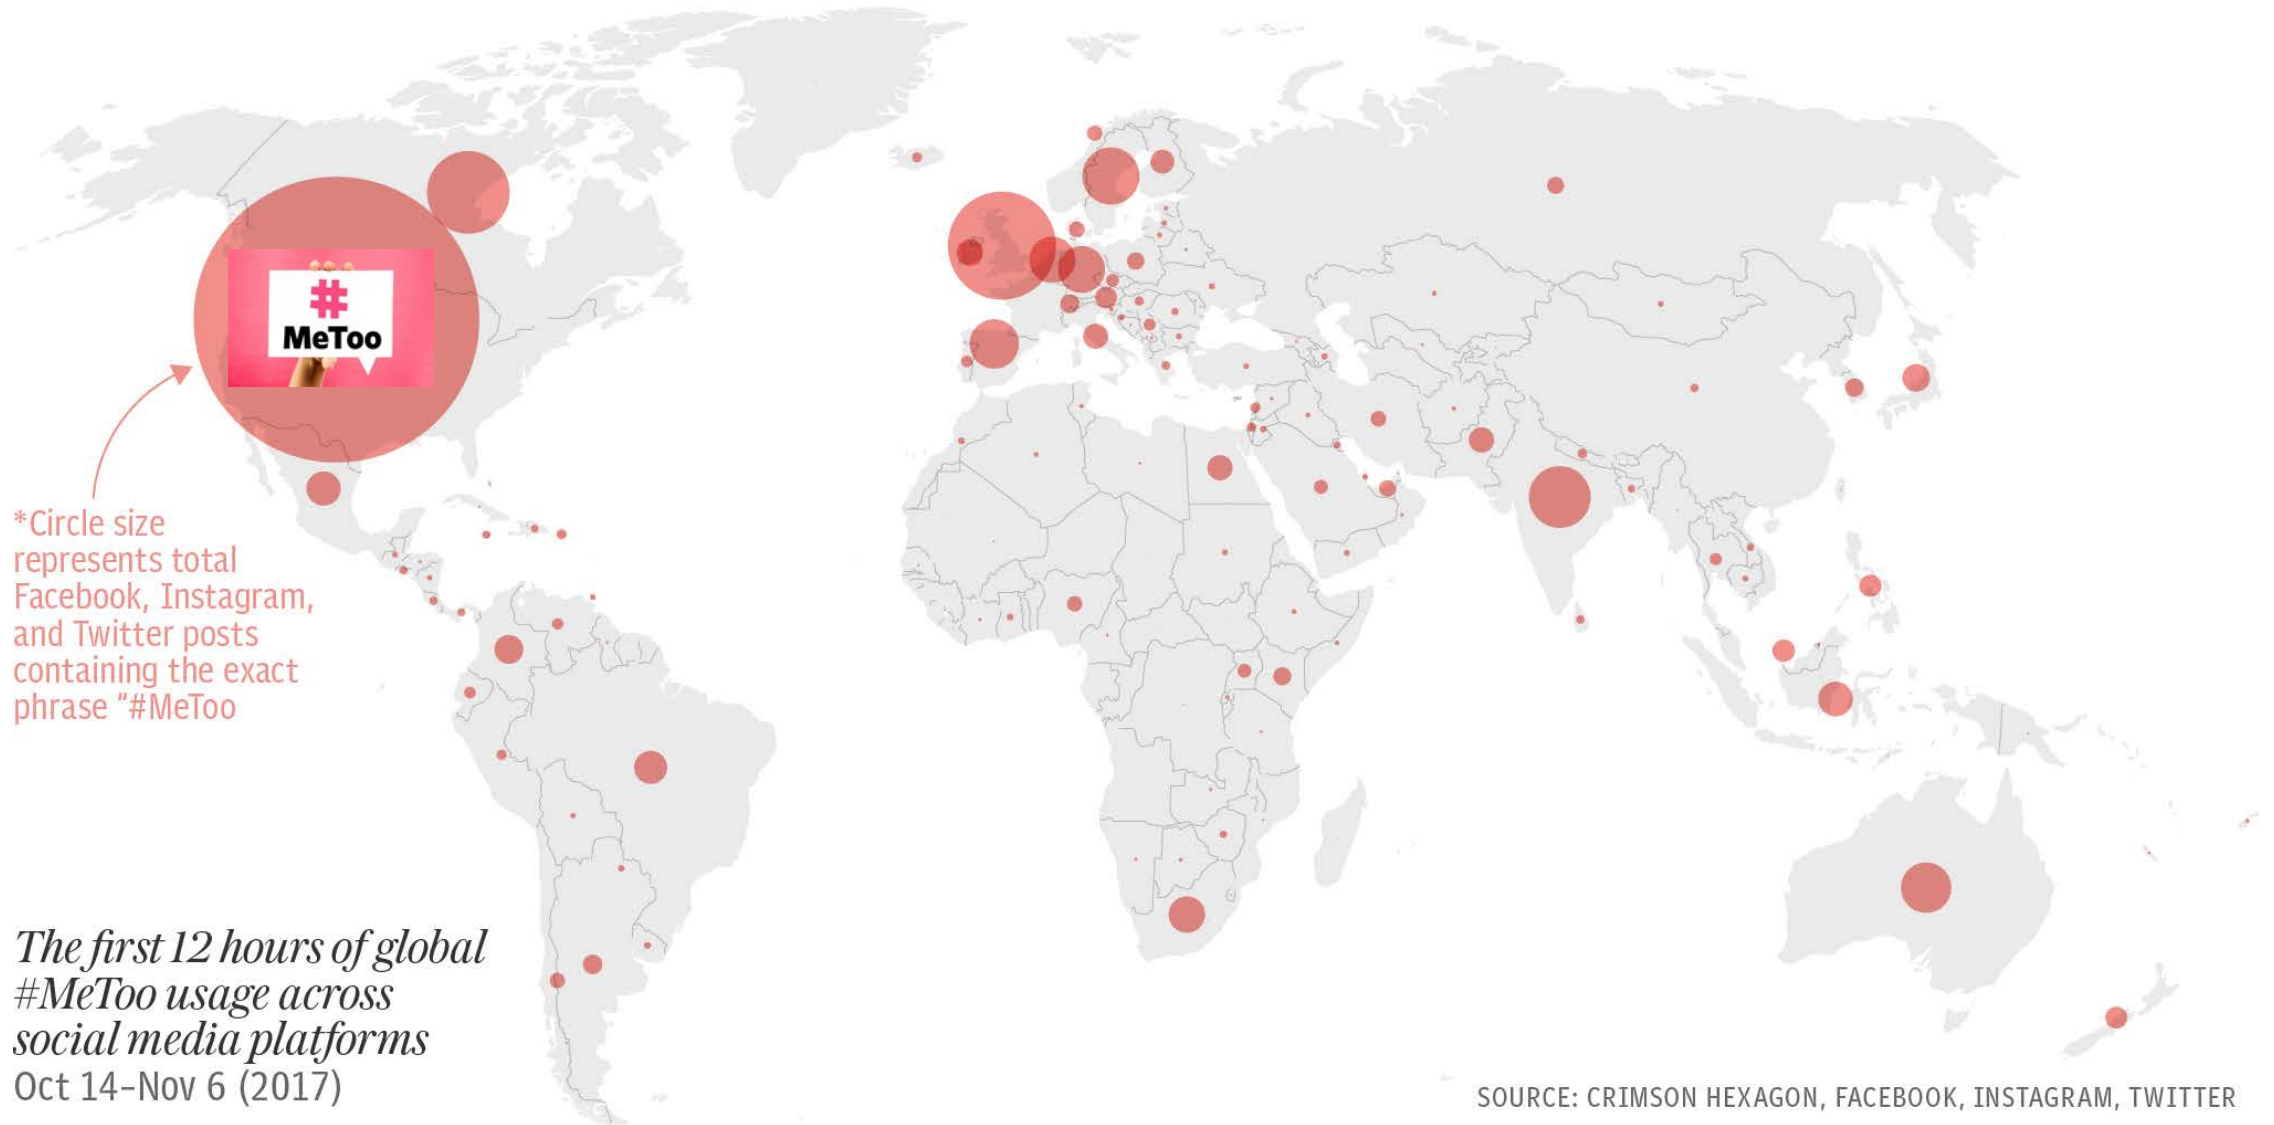 #
MeToo
*Circle size
represents total
Facebook, Instagram,
and Twitter posts
containing the exact
phrase “#MeToo
The first 12 hours of global
#MeToo usage across
social media platforms
Oct 14–Nov 6 (2017)
SOURCE: CRIMSON HEXAGON, FACEBOOK, INSTAGRAM, TWITTER